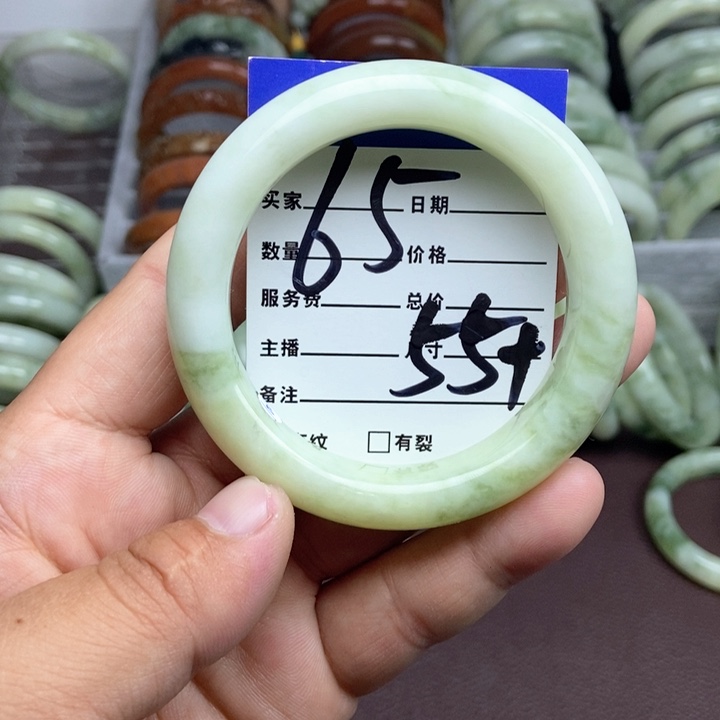 65
买家 日期
数量 价格
服务费 总价
主播 寸 55+
备注
纹 有裂